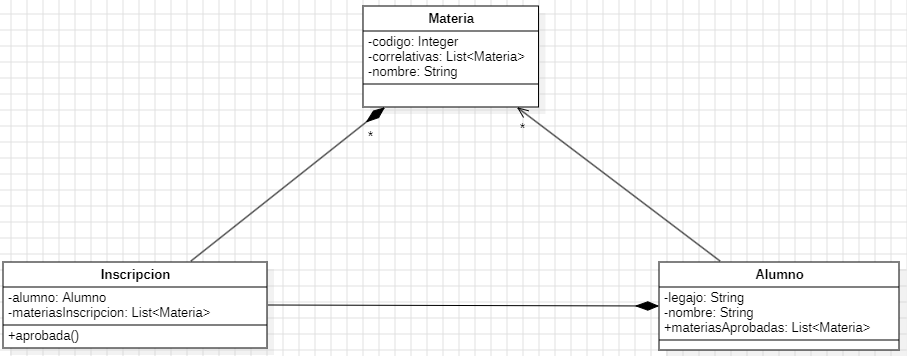 Materia
-codigo: Integer
-correlativas: List<Materia>
-nombre: String
*
*
Inscripcion
-alumno: Alumno
-materiasInscripcion: List<Materia>
+aprobada()
Alumno
-legajo: String
-nombre: String
+materiasAprobadas: List<Materia>